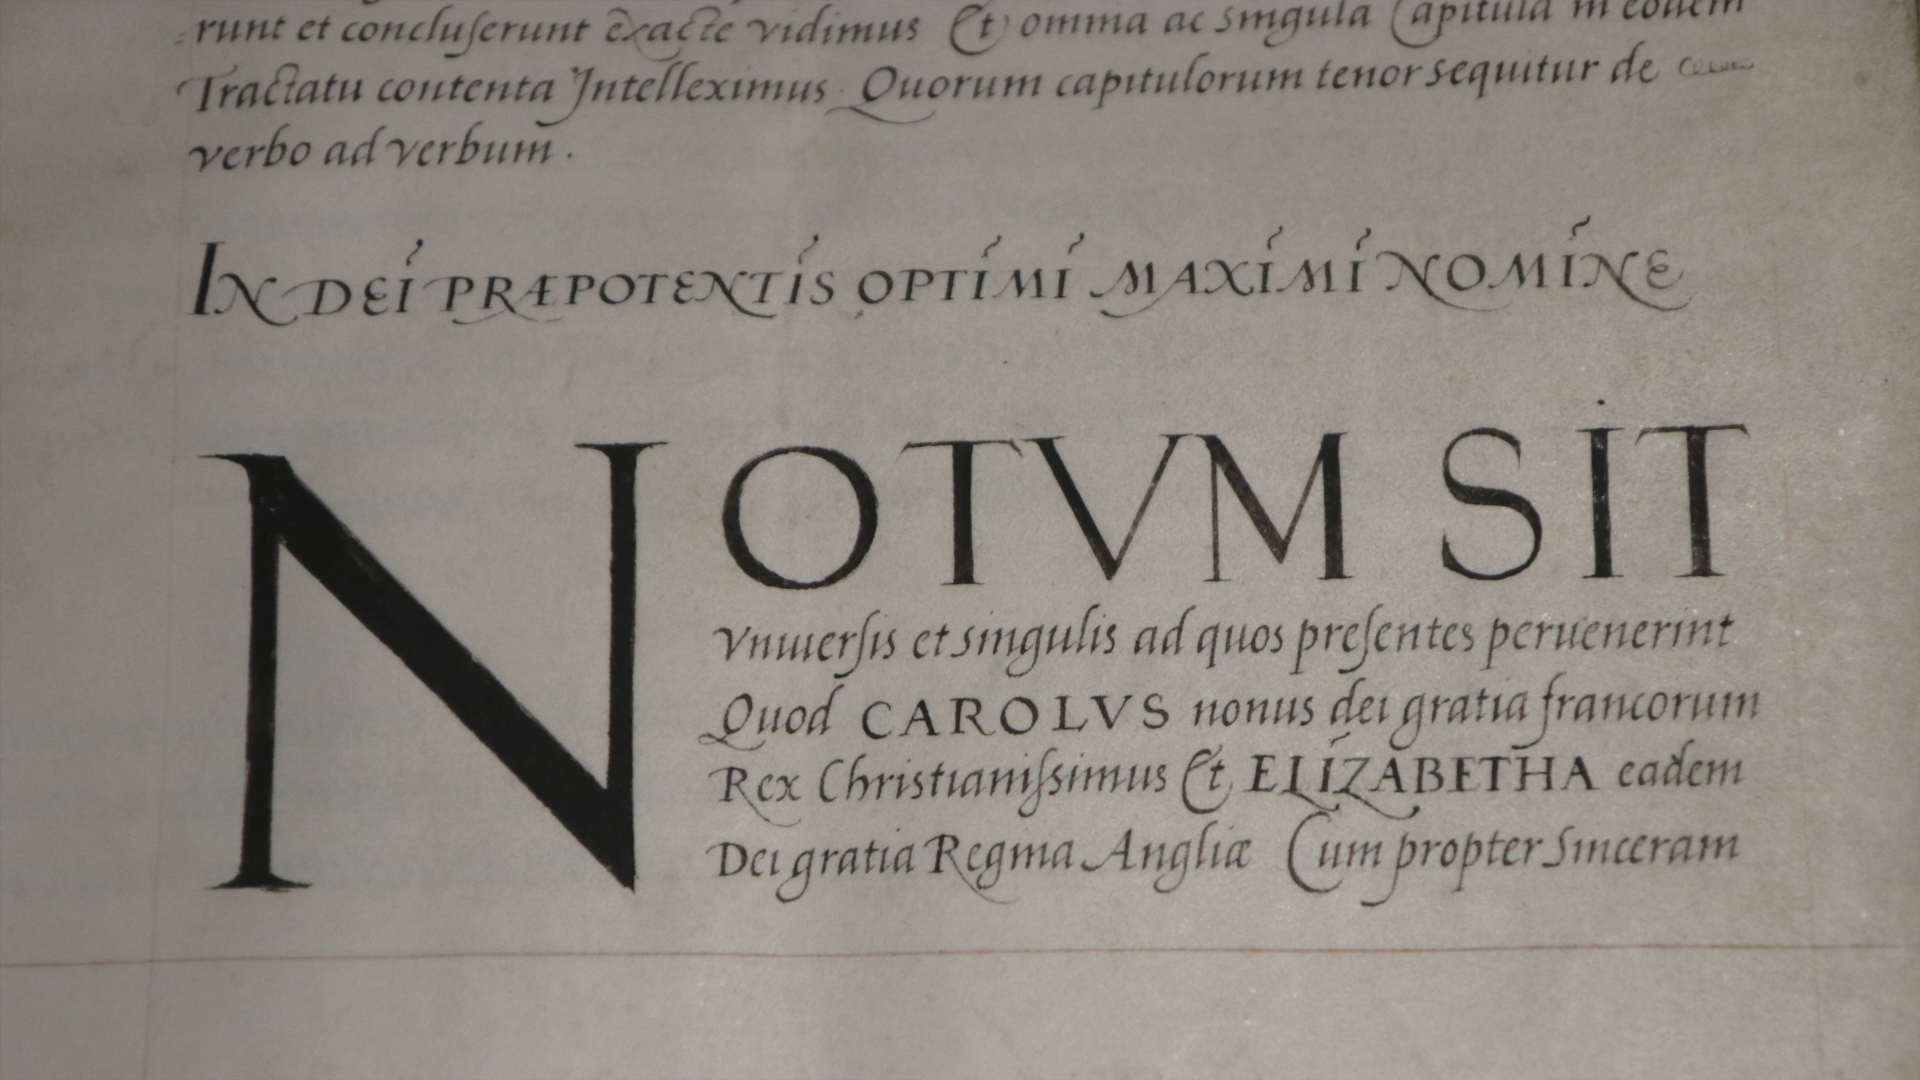 runt et concluſerunt exacte vidimus Et omnia ac singula Capitula in eodem
Tractatu contenta Intelleximus. Quorum capitulorum tenor sequitur de
verbo ad verbum.
IN DEI PRÆPOTENTIS OPTIMI MAXIMI NOMINE
NOTVM SIT
Vniuerſis et singulis ad quos preſentes peruenerint
Quod CAROLVS nonus dei gratia francorum
Rex Christianiſsimus Et ELIZABETHA eadem
Dei gratia Regina Angliæ Cum propter sinceram